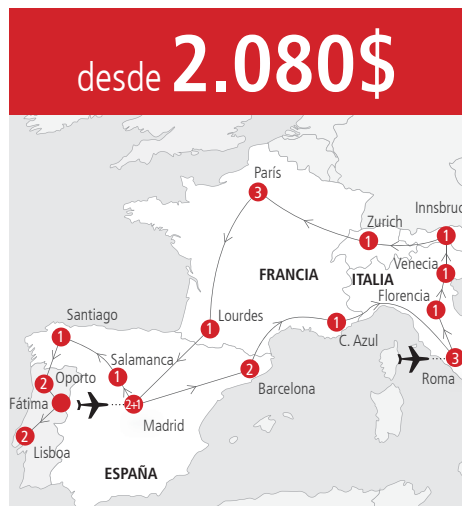 desde 2.080$
París
3
Innsbruc
Zurich
1
1
Venecia
1
FRANCIA
ITALIA
Florencia
1
Santiago
1
Lourdes
1
C. Azul
1
Salamanca
1
Oporto
2
Barcelona
2
Roma
3
Fátima
2+1
Madrid
Lisboa
2
ESPAÑA